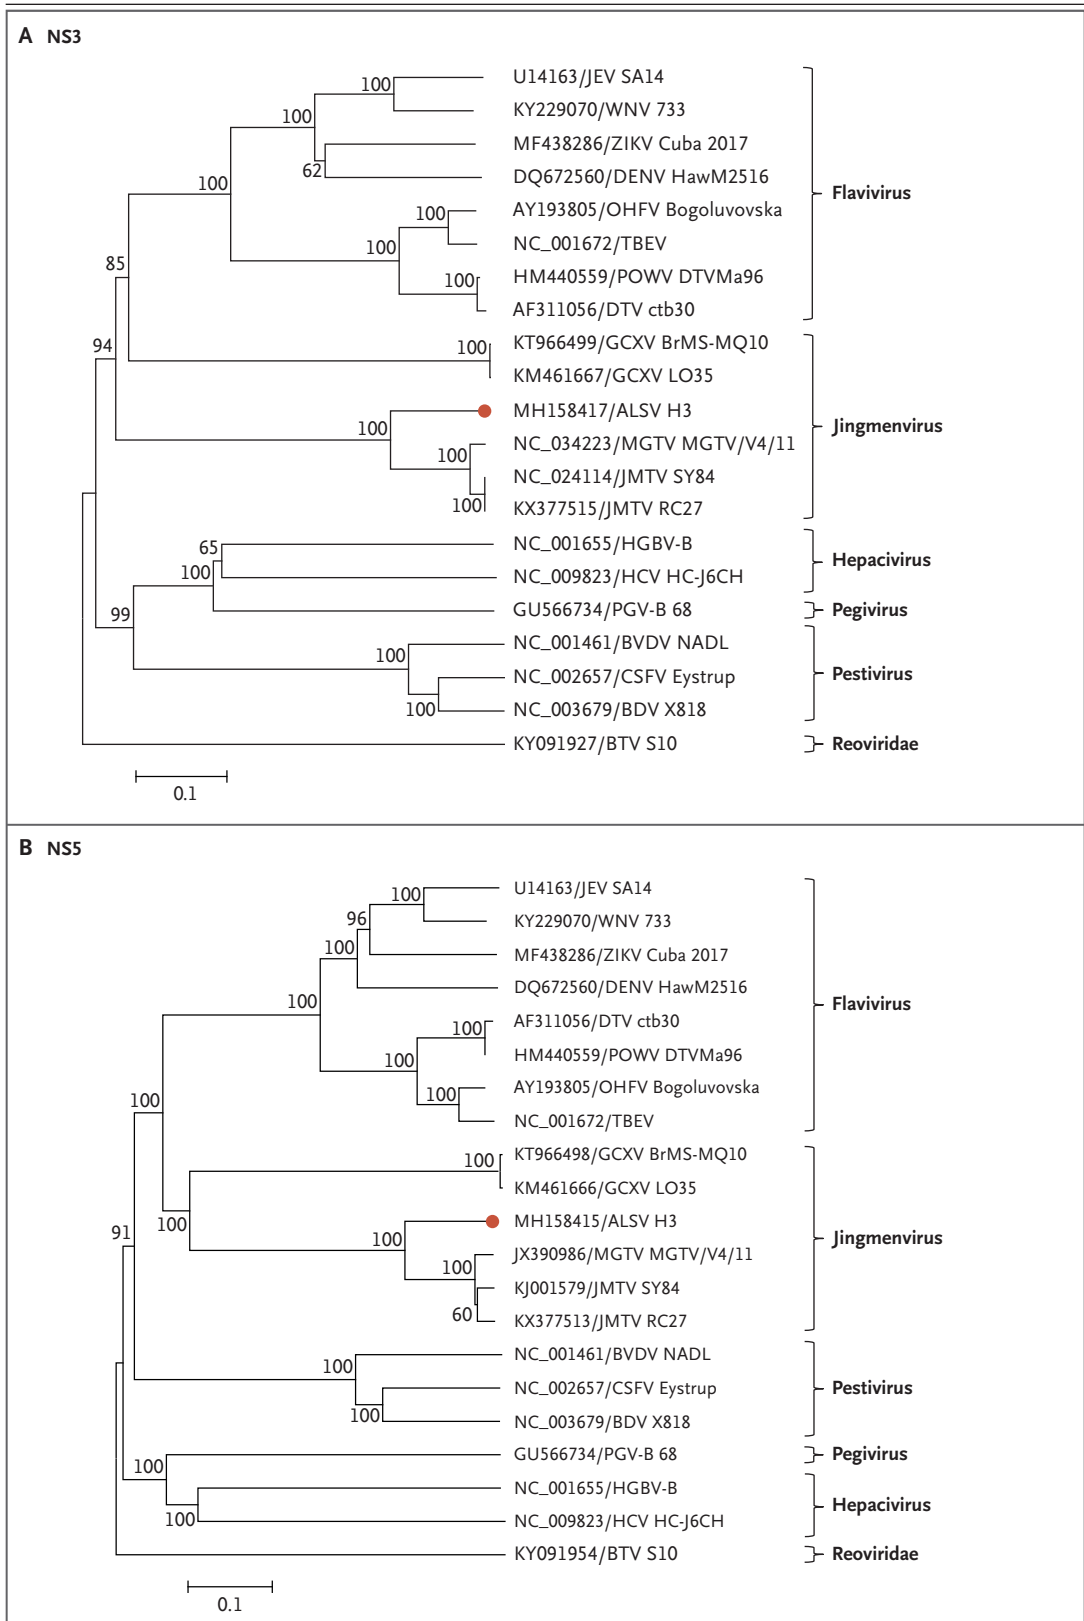 A NS3
100
U14163/JEV SA14
100
KY229070/WNV 733
MF438286/ZIKV Cuba 2017
62
DQ672560/DENV HawM2516
100
Flavivirus
100
AY193805/OHFV Bogoluvovska
100
NC_001672/TBEV
85
100
HM440559/POWV DTVMa96
AF311056/DTV ctb30
94
100
KT966499/GCXV BrMS-MQ10
KM461667/GCXV LO35
MH158417/ALSV H3
100
Jingmenvirus
NC_034223/MGTV MGTV/V4/11
100
NC_024114/JMTV SY84
100
KX377515/JMTV RC27
65
NC_001655/HGBV-B
Hepacivirus
100
NC_009823/HCV HC-J6CH
99
GU566734/PGV-B 68
Pegivirus
100
NC_001461/BVDV NADL
NC_002657/CSFV Eystrup
Pestivirus
100
NC_003679/BDV X818
KY091927/BTV S10
Reoviridae
0.1
B NS5
100
U14163/JEV SA14
96
KY229070/WNV 733
100
MF438286/ZIKV Cuba 2017
DQ672560/DENV HawM2516
100
Flavivirus
100
AF311056/DTV ctb30
100
HM440559/POWV DTVMa96
100
AY193805/OHFV Bogoluvovska
100
NC_001672/TBEV
100
KT966498/GCXV BrMS-MQ10
KM461666/GCXV LO35
100
MH158415/ALSV H3
91
100
Jingmenvirus
JX390986/MGTV MGTV/V4/11
100
KJ001579/JMTV SY84
60
KX377513/JMTV RC27
100
NC_001461/BVDV NADL
NC_002657/CSFV Eystrup
Pestivirus
100
NC_003679/BDV X818
GU566734/PGV-B 68
Pegivirus
100
NC_001655/HGBV-B
Hepacivirus
100
NC_009823/HCV HC-J6CH
KY091954/BTV S10
Reoviridae
0.1